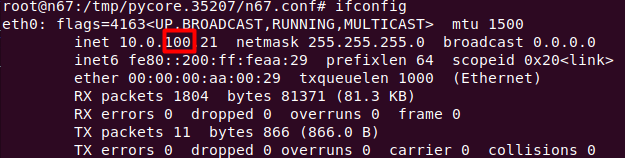 root@n67:/tmp/pycore.35207/n67.conf# ifconfig
eth0: flags=4163<UP,BROADCAST,RUNNING,MULTICAST>  mtu 1500
inet 10.0.100.21  netmask 255.255.255.0  broadcast 0.0.0.0
inet6 fe80::200:ff:feaa:29  prefixlen 64  scopeid 0x20<link>
ether 00:00:00:aa:00:29  txqueuelen 1000  (Ethernet)
RX packets 1804  bytes 81371 (81.3 KB)
RX errors 0  dropped 0  overruns 0  frame 0
TX packets 11  bytes 866 (866.0 B)
TX errors 0  dropped 0 overruns 0  carrier 0  collisions 0